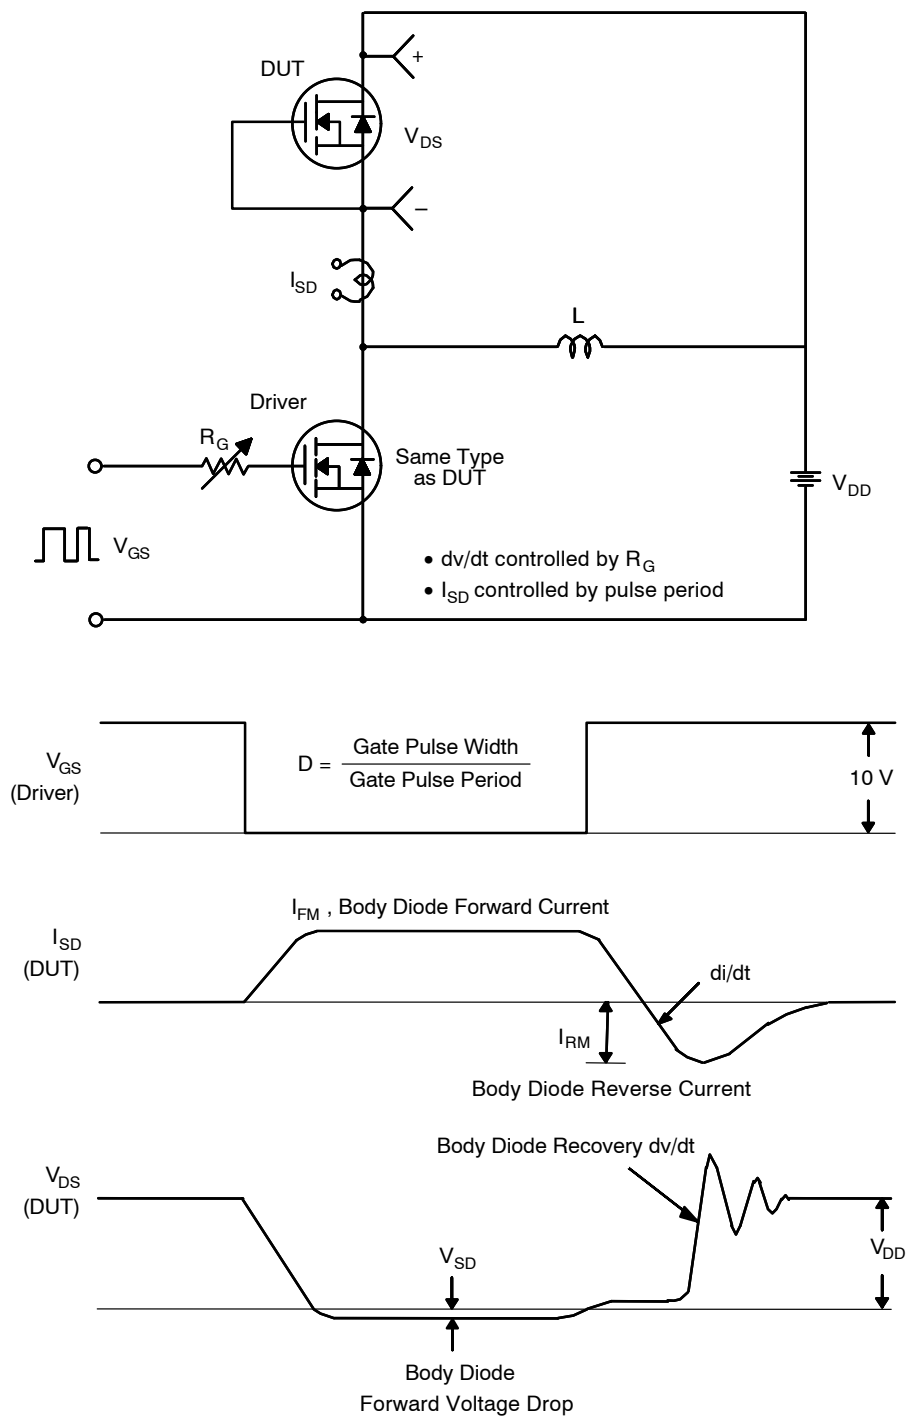 +
DUT
V_DS
−
I_SD
L
Driver
R_G
Same Type
as DUT
V_DD
V_GS
• dv/dt controlled by R_G
• I_SD controlled by pulse period
V_GS
(Driver)
D = Gate Pulse Width
Gate Pulse Period
10 V
I_FM , Body Diode Forward Current
I_SD
(DUT)
di/dt
I_RM
Body Diode Reverse Current
Body Diode Recovery dv/dt
V_DS
(DUT)
V_SD
V_DD
Body Diode
Forward Voltage Drop